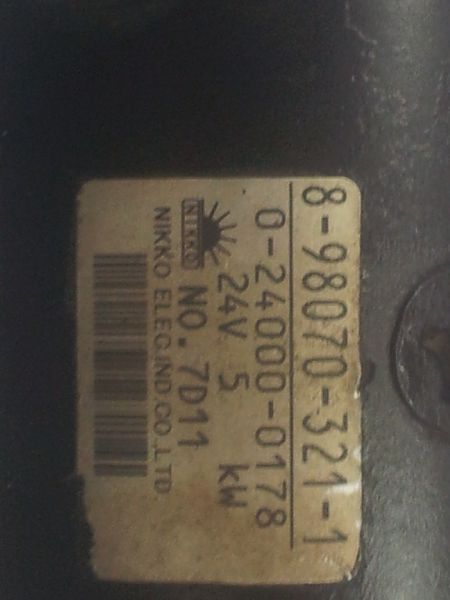 8-98070-321-1
0-24000-0178
24V 5 kW
NIKKO NO. 7D11
NIKKO ELEC.IND.CO.,LTD.